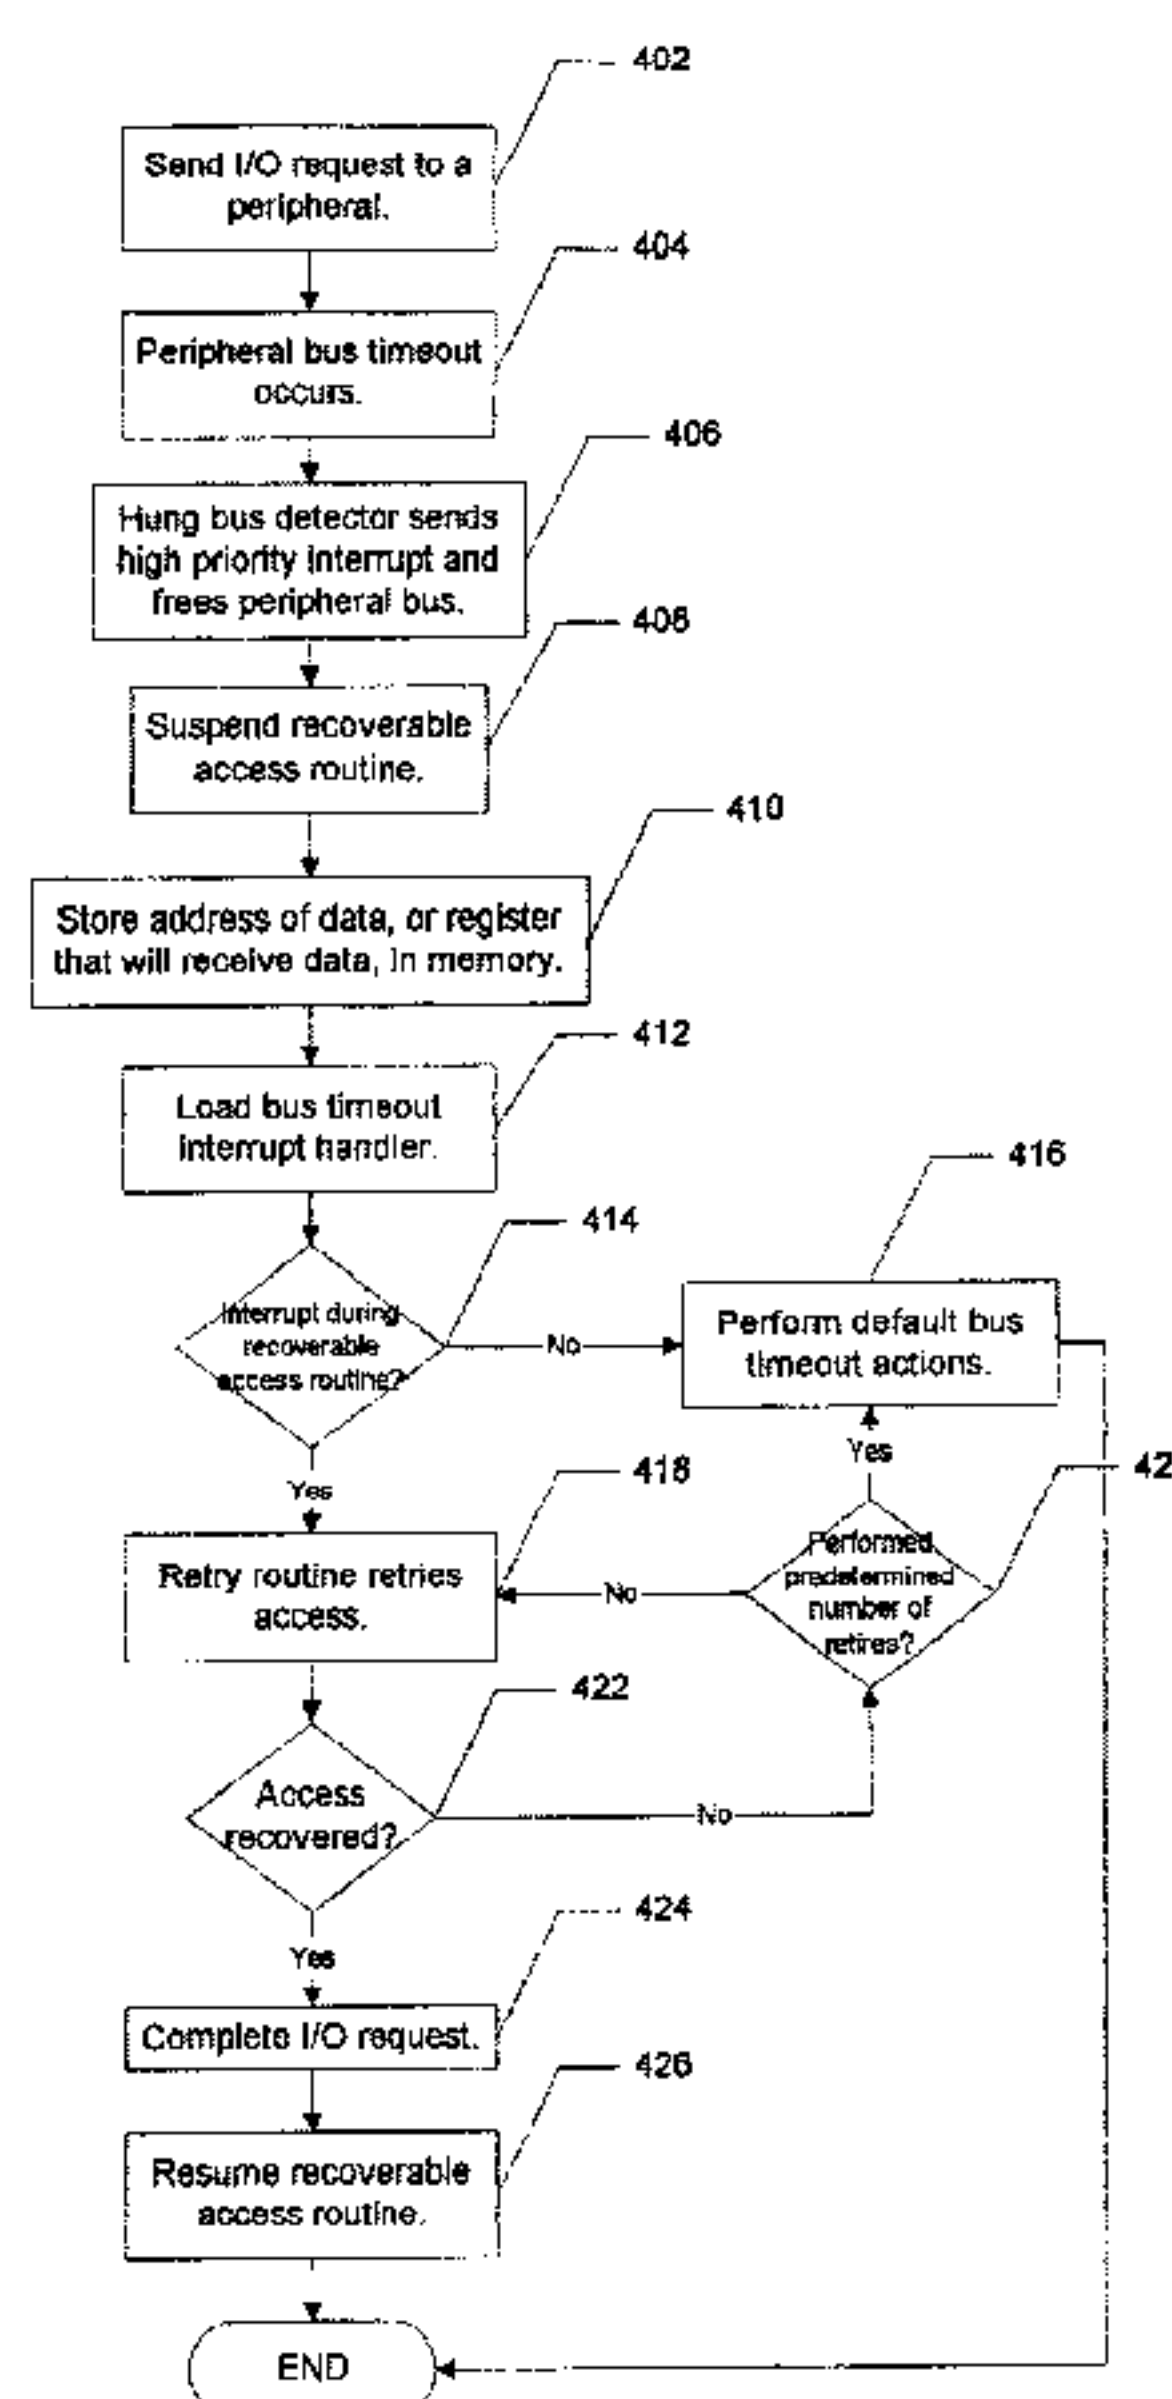 402
Send I/O request to a
peripheral.
404
Peripheral bus timeout
occurs.
406
Hung bus detector sends
high priority interrupt and
frees peripheral bus.
408
Suspend recoverable
access routine.
410
Store address of data, or register
that will receive data, in memory.
412
Load bus timeout
interrupt handler.
414
Interrupt during
recoverable
access routine?
No
416
Perform default bus
timeout actions.
Yes
Yes
418
42
Retry routine retries
access.
No
Performed
predetermined
number of
retires?
422
Access
recovered?
No
Yes
424
Complete I/O request.
426
Resume recoverable
access routine.
END